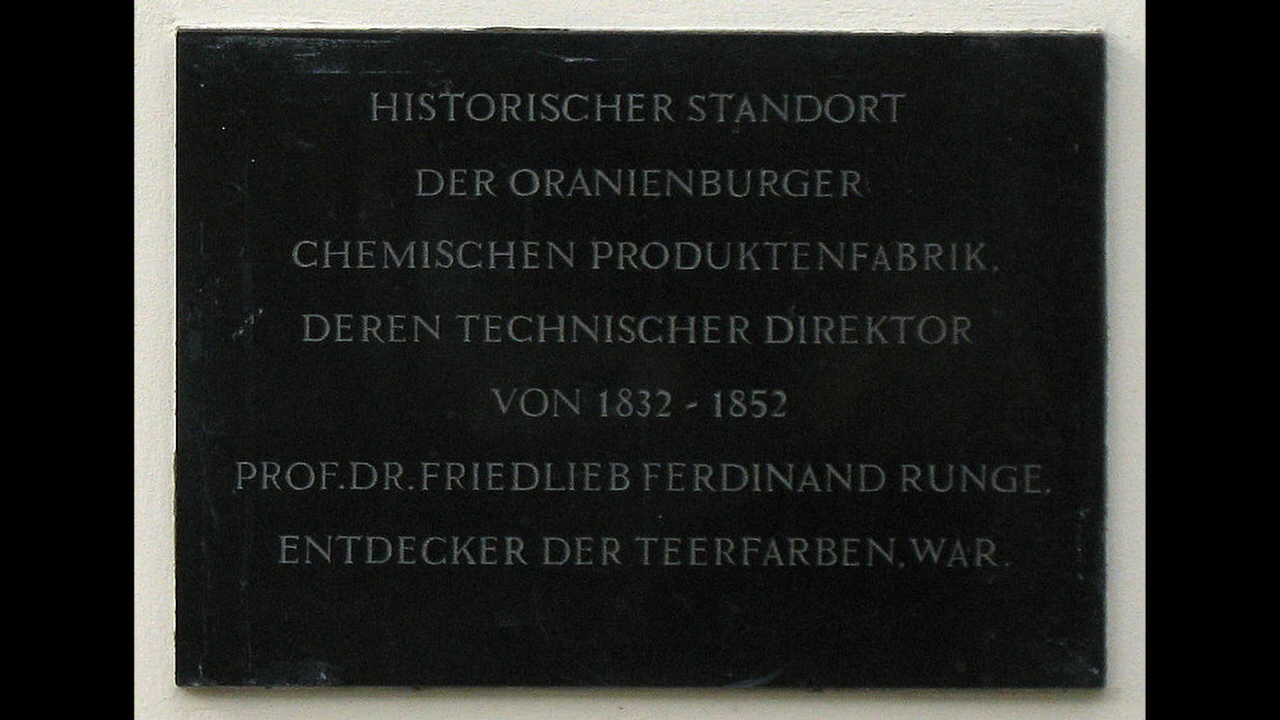 HISTORISCHER STANDORT
DER ORANIENBURGER
CHEMISCHEN PRODUKTENFABRIK,
DEREN TECHNISCHER DIREKTOR
VON 1832 - 1852
PROF.DR.FRIEDLIEB FERDINAND RUNGE,
ENTDECKER DER TEERFARBEN,WAR.